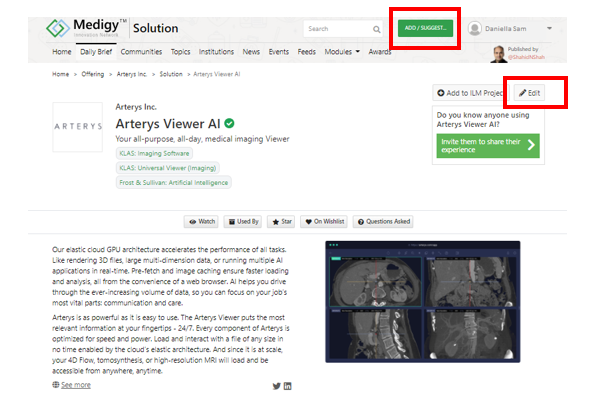 Medigy™
Innovation Network
Solution
Search
ADD / SUGGEST...
Daniella Sam
Home Daily Brief Communities Topics Institutions News Events Feeds Modules Awards
Published by
@ShahidNShah
Home > Offering > Arterys Inc. > Solution > Arterys Viewer AI
Add to ILM Project
Edit
ARTERYS
Arterys Inc.
Arterys Viewer AI
Your all-purpose, all-day, medical imaging Viewer
KLAS: Imaging Software
KLAS: Universal Viewer (Imaging)
Frost & Sullivan: Artificial Intelligence
Do you know anyone using
Arterys Viewer AI?
Invite them to share their
experience
Watch Used By Star On Wishlist Questions Asked
Our elastic cloud GPU architecture accelerates the performance of all tasks.
Like rendering 3D files, large multi-dimension data, or running multiple AI
applications in real-time. Pre-fetch and image caching ensure faster loading
and analysis, all from the convenience of a web browser. AI helps you drive
through the ever-increasing volume of data, so you can focus on your job's
most vital parts: communication and care.
Arterys is as powerful as it is easy to use. The Arterys Viewer puts the most
relevant information at your fingertips - 24/7. Every component of Arterys is
optimized for speed and power. Load and interact with a file of any size in
no time enabled by the cloud's elastic architecture. And since it is at scale,
your 4D Flow, tomosynthesis, or high-resolution MRI will load and be
accessible from anywhere, anytime.
See more